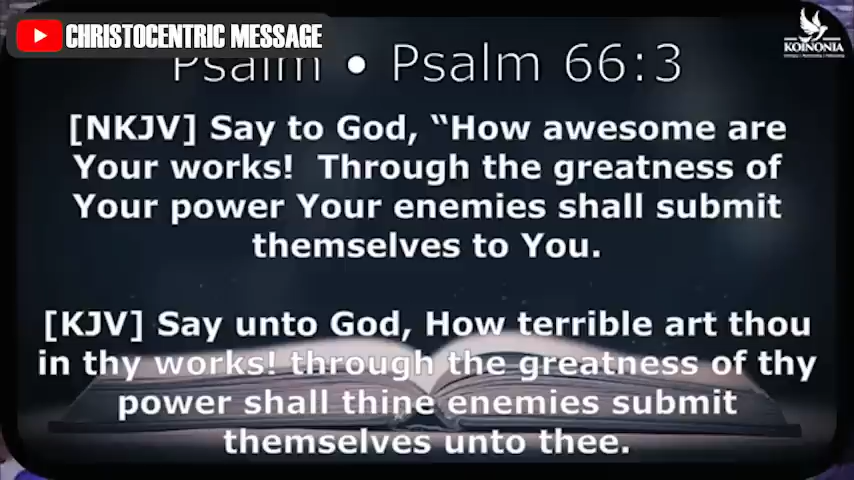 CHRISTOCENTRIC MESSAGE
KOINONIA
Psalm • Psalm 66:3
[NKJV] Say to God, “How awesome are
Your works!  Through the greatness of
Your power Your enemies shall submit
themselves to You.
[KJV] Say unto God, How terrible art thou
in thy works! through the greatness of thy
power shall thine enemies submit
themselves unto thee.